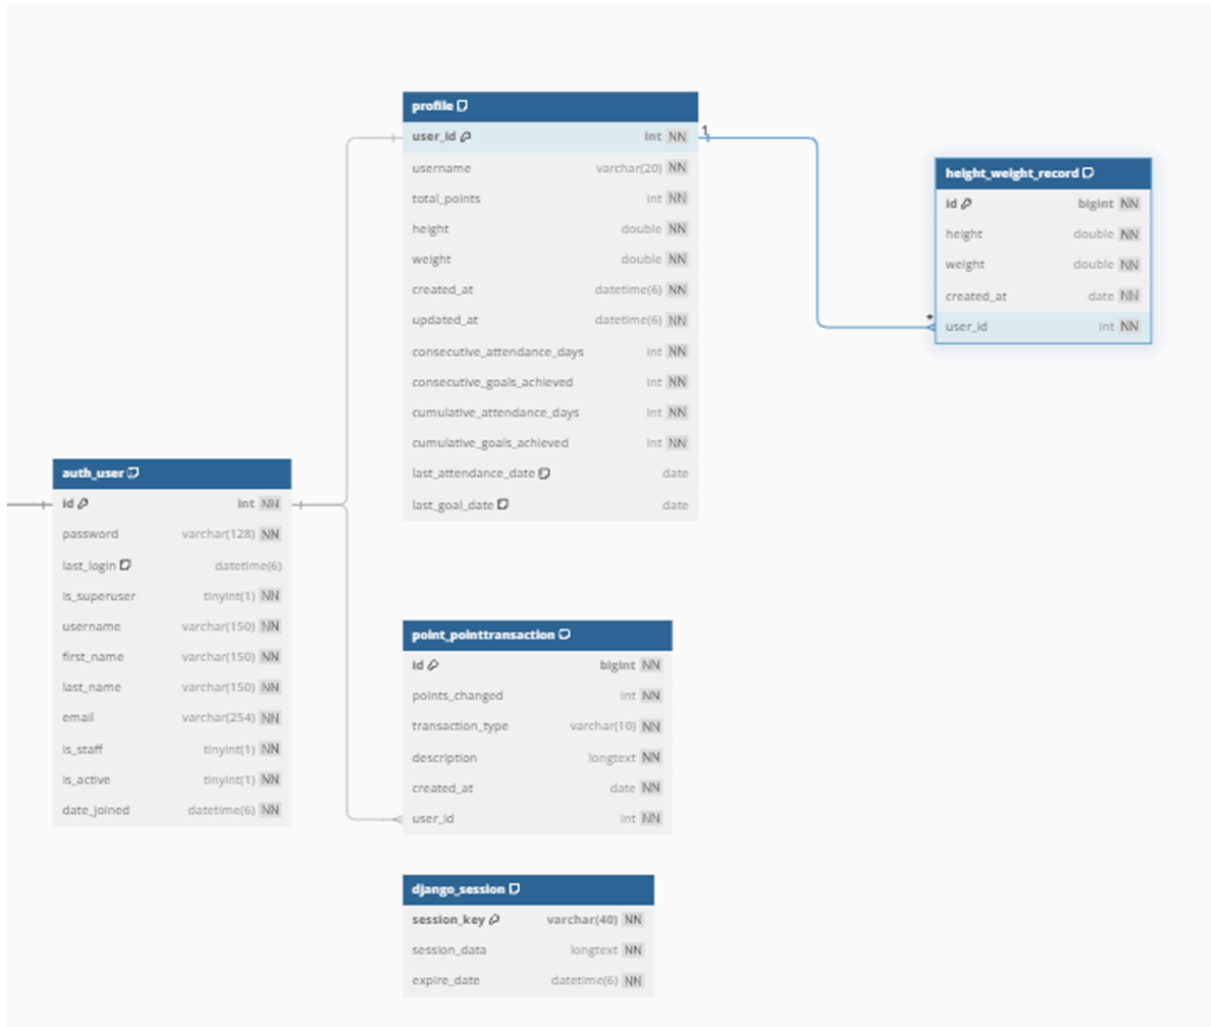 profile
user_id int NN
username varchar(20) NN
total_points int NN
height double NN
weight double NN
created_at datetime(6) NN
updated_at datetime(6) NN
consecutive_attendance_days int NN
consecutive_goals_achieved int NN
cumulative_attendance_days int NN
cumulative_goals_achieved int NN
last_attendance_date date
last_goal_date date
1
height_weight_record
id bigint NN
height double NN
weight double NN
created_at date NN
* user_id int NN
auth_user
id int NN
password varchar(128) NN
last_login datetime(6)
is_superuser tinyint(1) NN
username varchar(150) NN
first_name varchar(150) NN
last_name varchar(150) NN
email varchar(254) NN
is_staff tinyint(1) NN
is_active tinyint(1) NN
date_joined datetime(6) NN
point_pointtransaction
id bigint NN
points_changed int NN
transaction_type varchar(10) NN
description longtext NN
created_at date NN
user_id int NN
django_session
session_key varchar(40) NN
session_data longtext NN
expire_date datetime(6) NN